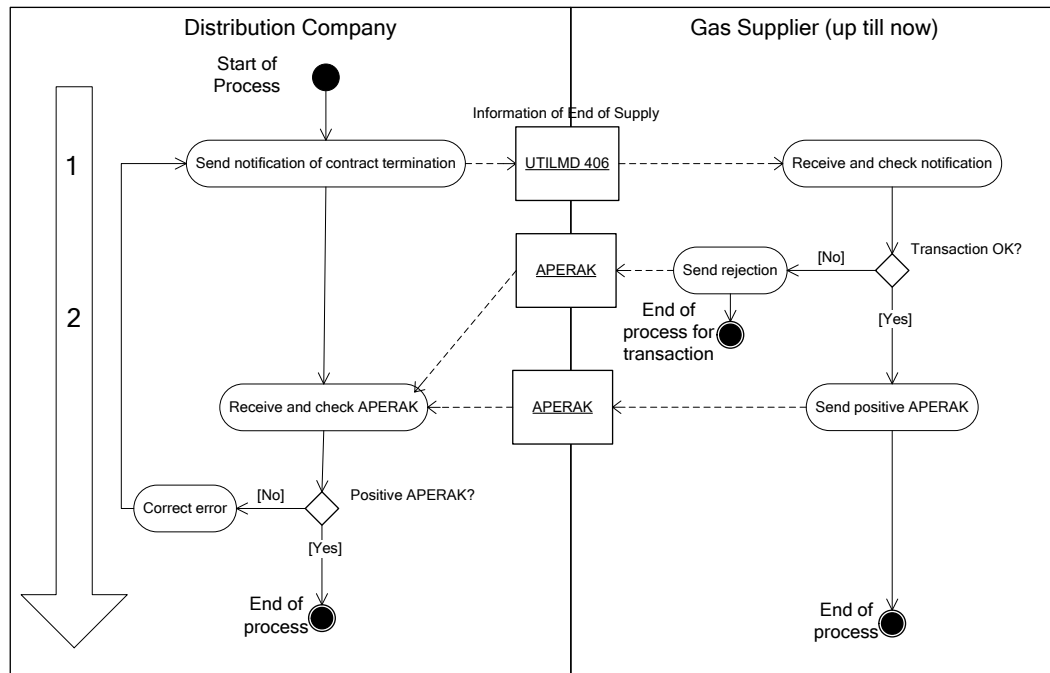 Distribution Company
Gas Supplier (up till now)
Start of
Process
Information of End of Supply
1
Send notification of contract termination
UTILMD 406
Receive and check notification
Transaction OK?
[No]
Send rejection
APERAK
[Yes]
2
End of
process for
transaction
Receive and check APERAK
APERAK
Send positive APERAK
Positive APERAK?
[No]
Correct error
[Yes]
End of
process
End of
process